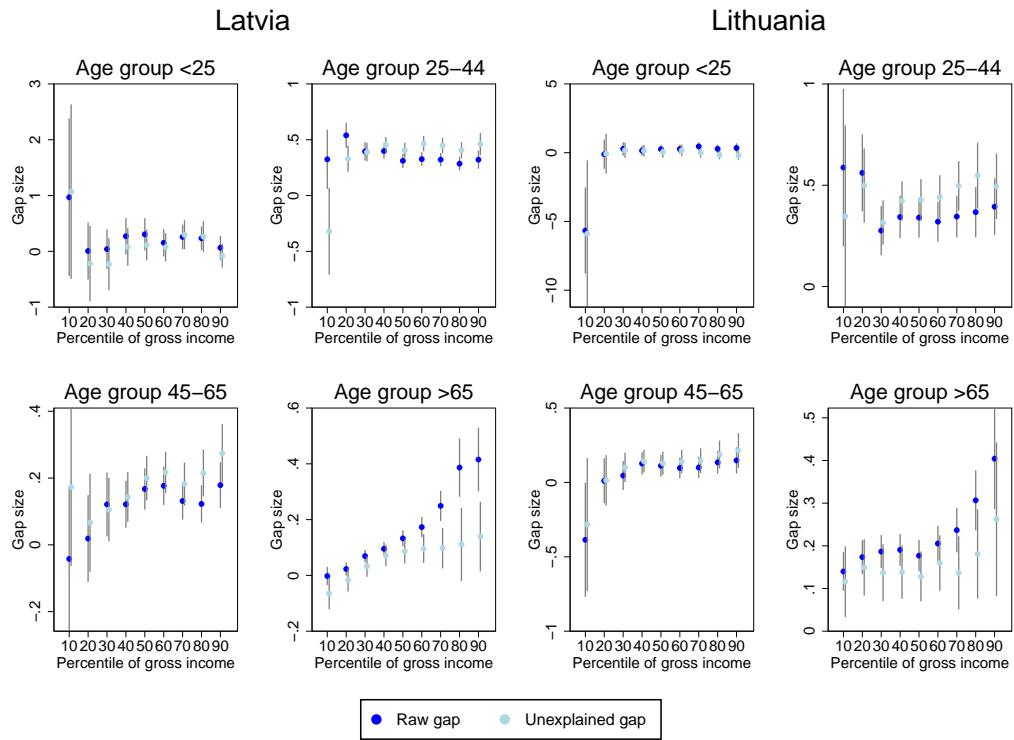 Latvia
Lithuania
Age group <25
Gap size
3
2
1
0
−1
10 20 30 40 50 60 70 80 90
Percentile of gross income
Age group 25−44
Gap size
1
.5
0
−.5
−1
10 20 30 40 50 60 70 80 90
Percentile of gross income
Age group <25
Gap size
5
0
−5
−10
10 20 30 40 50 60 70 80 90
Percentile of gross income
Age group 25−44
Gap size
1
.5
0
10 20 30 40 50 60 70 80 90
Percentile of gross income
Age group 45−65
Gap size
.4
.2
0
−.2
10 20 30 40 50 60 70 80 90
Percentile of gross income
Age group >65
Gap size
.6
.4
.2
0
−.2
10 20 30 40 50 60 70 80 90
Percentile of gross income
Age group 45−65
Gap size
.5
0
−.5
−1
10 20 30 40 50 60 70 80 90
Percentile of gross income
Age group >65
Gap size
.5
.4
.3
.2
.1
0
10 20 30 40 50 60 70 80 90
Percentile of gross income
Raw gap
Unexplained gap